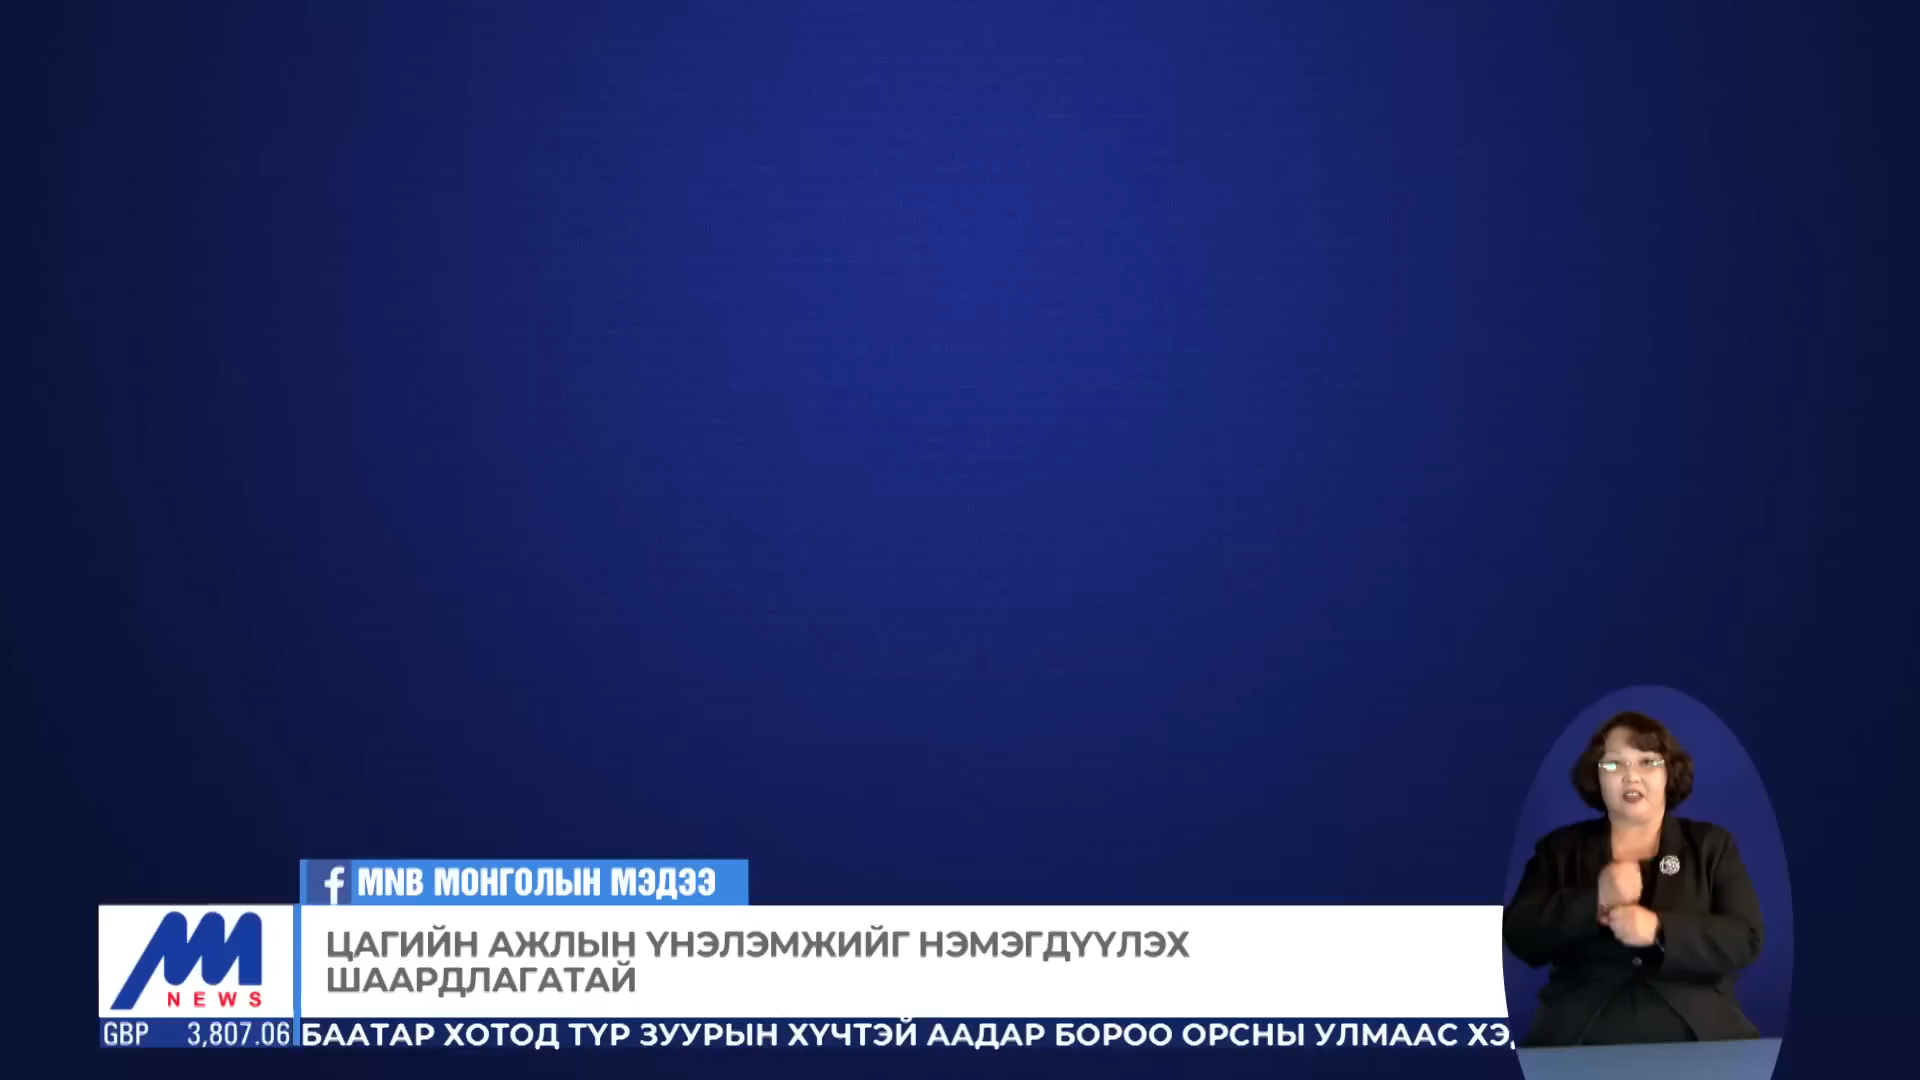 MNB МОНГОЛЫН МЭДЭЭ
ЦАГИЙН АЖЛЫН ҮНЭЛЭМЖИЙГ НЭМЭГДҮҮЛЭХ
ШААРДЛАГАТАЙ
NEWS
GBP 3,807.06
БААТАР ХОТОД ТҮР ЗУУРЫН ХҮЧТЭЙ ААДАР БОРОО ОРСНЫ УЛМААС